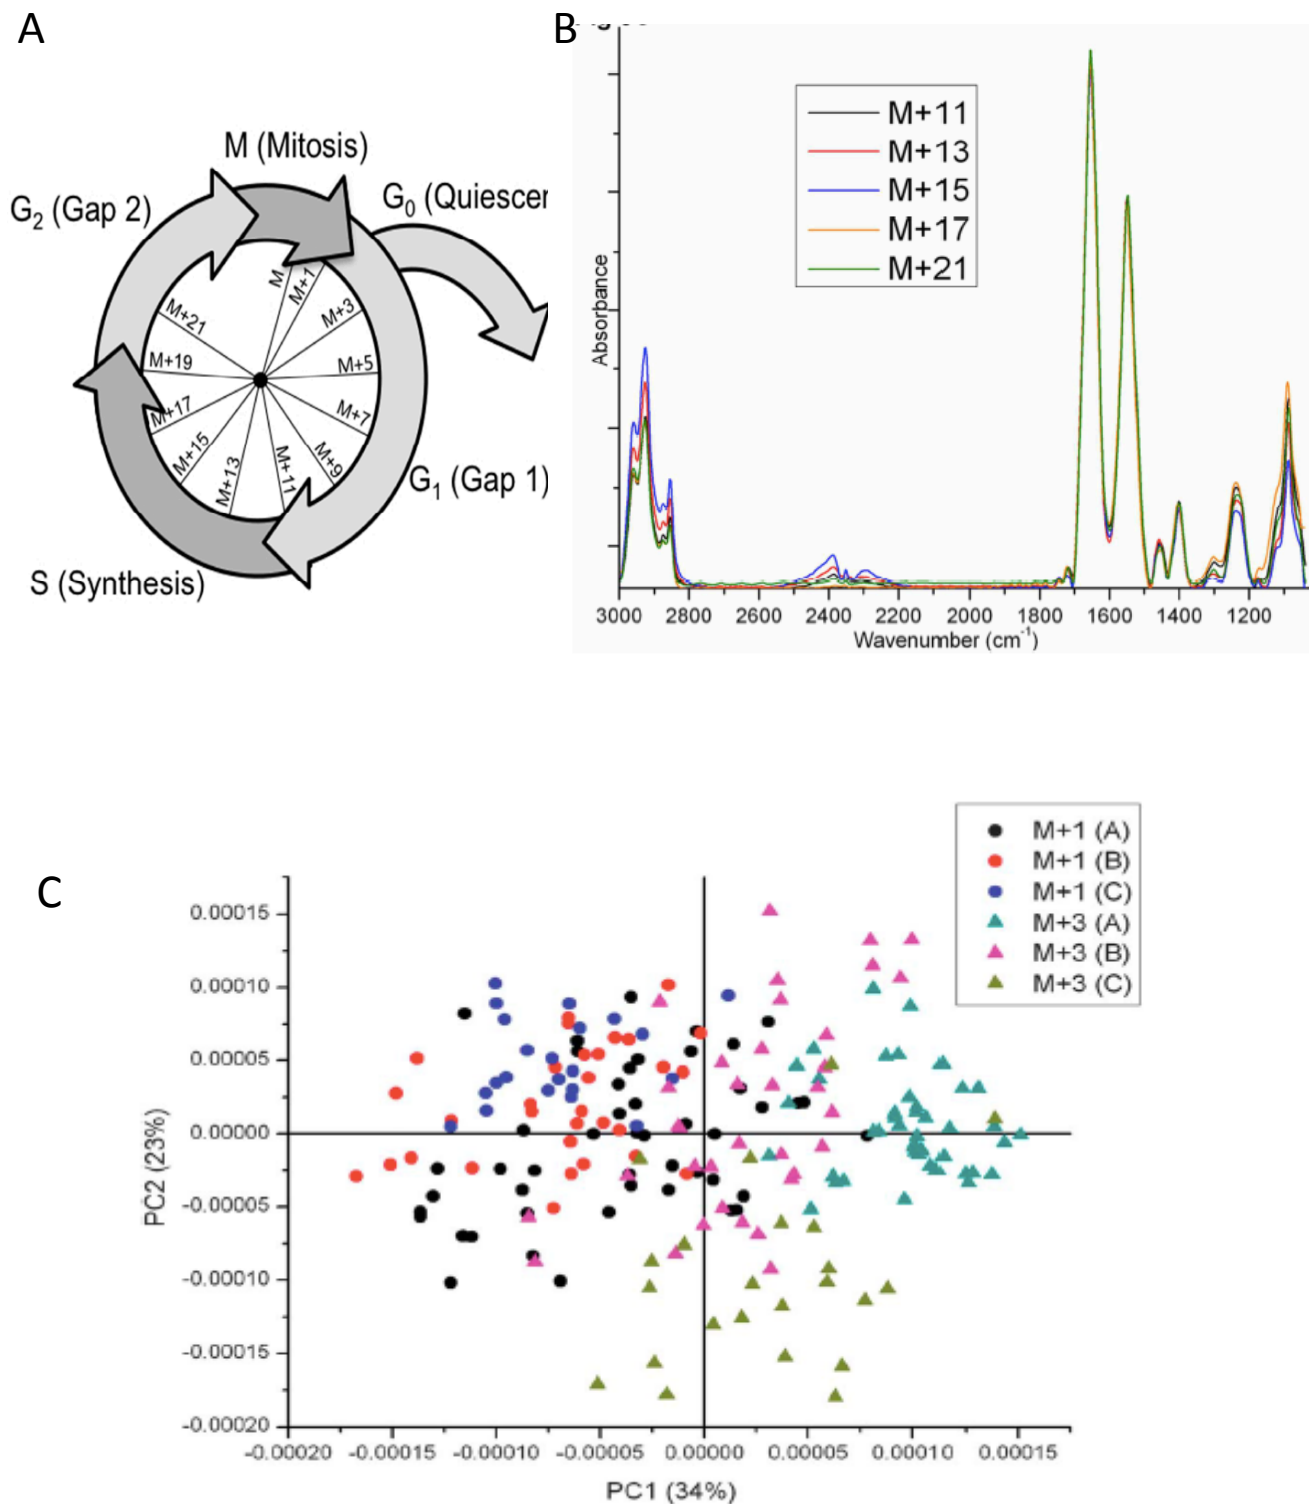 A
B
M (Mitosis)
G2 (Gap 2)
G0 (Quiescen
M
M+1
M+3
M+5
M+7
M+9
M+11
M+13
M+15
M+17
M+19
M+21
G1 (Gap 1)
S (Synthesis)
M+11
M+13
M+15
M+17
M+21
Absorbance
3000 2800 2600 2400 2200 2000 1800 1600 1400 1200
Wavenumber (cm-1)
C
M+1 (A)
M+1 (B)
M+1 (C)
M+3 (A)
M+3 (B)
M+3 (C)
0.00015
0.00010
0.00005
0.00000
-0.00005
-0.00010
-0.00015
-0.00020
PC2 (23%)
-0.00020 -0.00015 -0.00010 -0.00005 0.00000 0.00005 0.00010 0.00015
PC1 (34%)